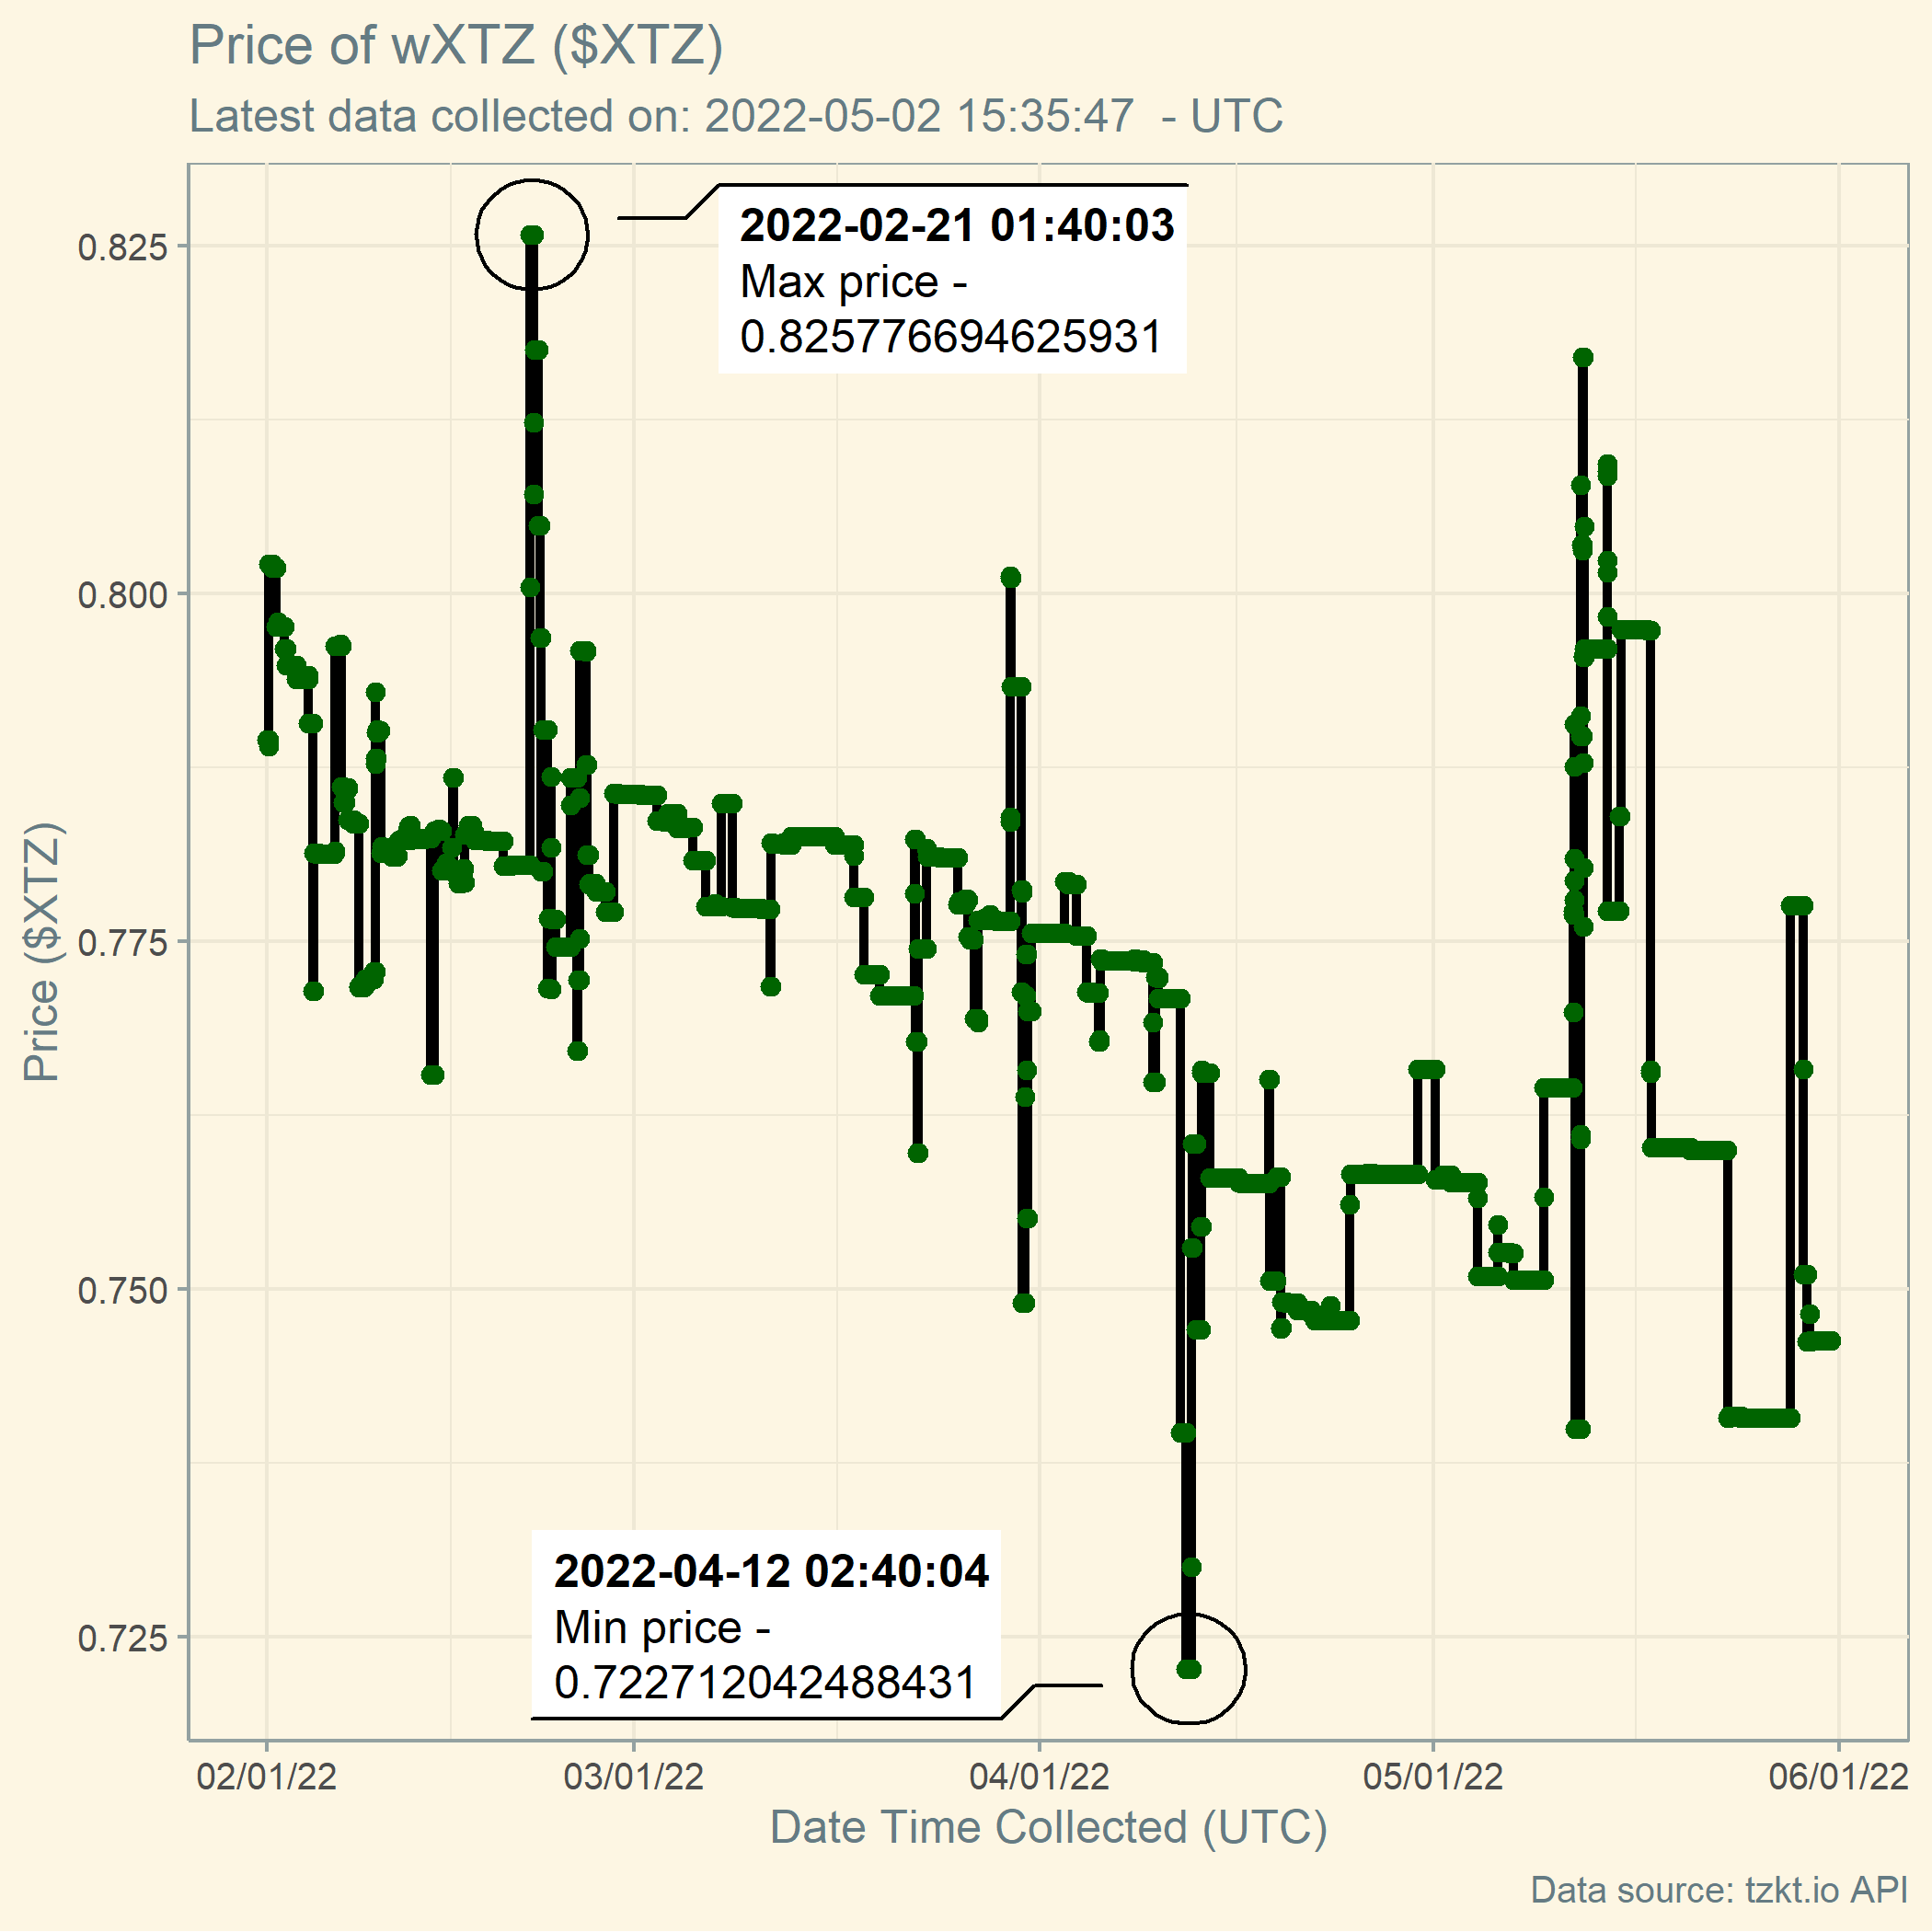 Price of wXTZ ($XTZ)
Latest data collected on: 2022-05-02 15:35:47  - UTC
2022-02-21 01:40:03
Max price -
0.825776694625931
0.825
0.800
0.775
0.750
0.725
Price ($XTZ)
2022-04-12 02:40:04
Min price -
0.722712042488431
02/01/22
03/01/22
04/01/22
05/01/22
06/01/22
Date Time Collected (UTC)
Data source: tzkt.io API